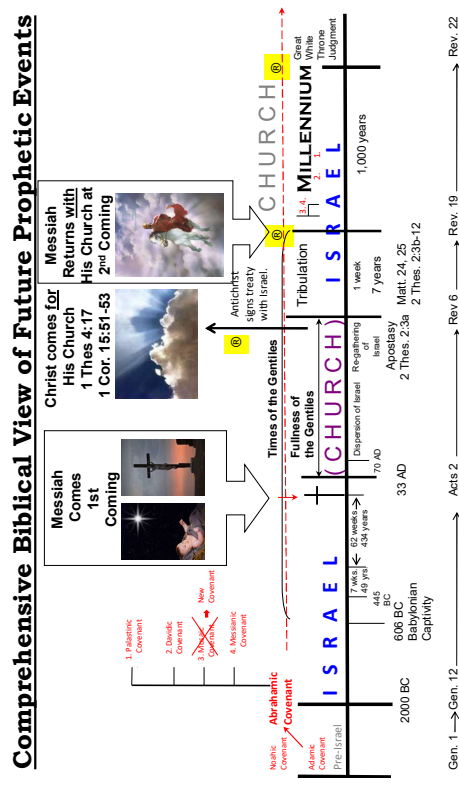 Comprehensive Biblical View of Future Prophetic Events
Messiah
Comes
1st
Coming
Christ comes for
His Church
1 Thes 4:17
1 Cor. 15:51-53
Messiah
Returns with
His Church at
2nd Coming
1. Palastinic
Covenant
2. Davidic
Covenant
3. Mosaic
Covenant
New
Covenant
4. Messianic
Covenant
Noahic
Covenant
Abrahamic
Covenant
Adamic
Covenant
Times of the Gentiles
Fullness of
the Gentiles
®
Antichrist
signs treaty
with Israel.
®
CHURCH
®
Tribulation
3. 4.
MILLENNIUM
2. 1.
Great
White
Throne
Judgment
Pre-Israel
ISRAEL
(CHURCH)
ISRAEL
7 wks.
49 yrs
62 weeks
434 years
Dispersion of Israel
Re-gathering
of
Israel
1 week
7 years
1,000 years
2000 BC
606 BC
Babylonian
Captivity
445
BC
33 AD
70 AD
Apostasy
2 Thes. 2:3a
Matt. 24, 25
2 Thes. 2:3b-12
Gen. 1
Gen. 12
Acts 2
Rev 6
Rev. 19
Rev. 22